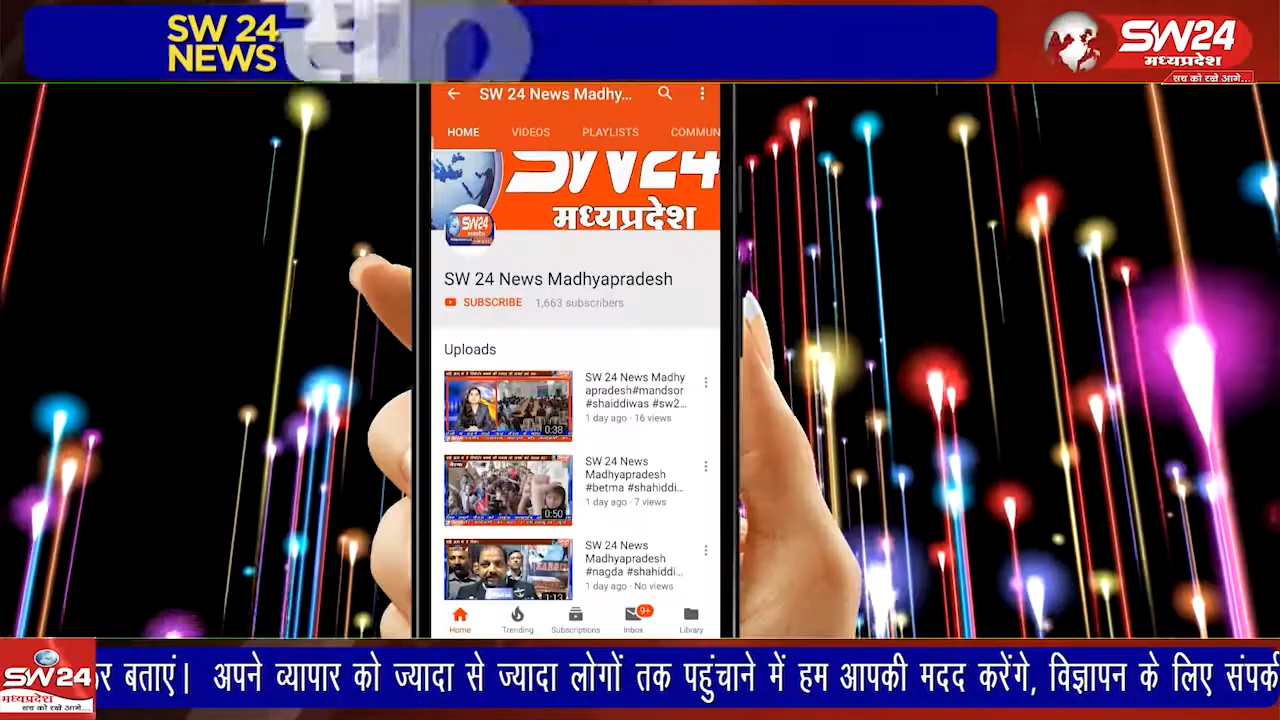 SW 24
NEWS
SW24
मध्यप्रदेश
सच को रखे आगे...
SW 24 News Madhy...
HOME VIDEOS PLAYLISTS COMMUN
SW24
मध्यप्रदेश
SW24
SW 24 News Madhyapradesh
SUBSCRIBE 1,663 subscribers
Uploads
SW 24 News Madhy
apradesh#mandsor
#shaiddiwas #sw2...
1 day ago · 16 views
0:38
SW 24 News
Madhyapradesh
#betma #shahiddi...
1 day ago · 7 views
0:50
SW 24 News
Madhyapradesh
#nagda #shahiddi...
1 day ago · No views
1:13
9+
Home Trending Subscriptions Inbox Library
SW24
मध्यप्रदेश
सच को रखे आगे...
बताएं। अपने व्यापार को ज्यादा से ज्यादा लोगों तक पहुंचाने में हम आपकी मदद करेंगे, विज्ञापन के लिए संपर्क